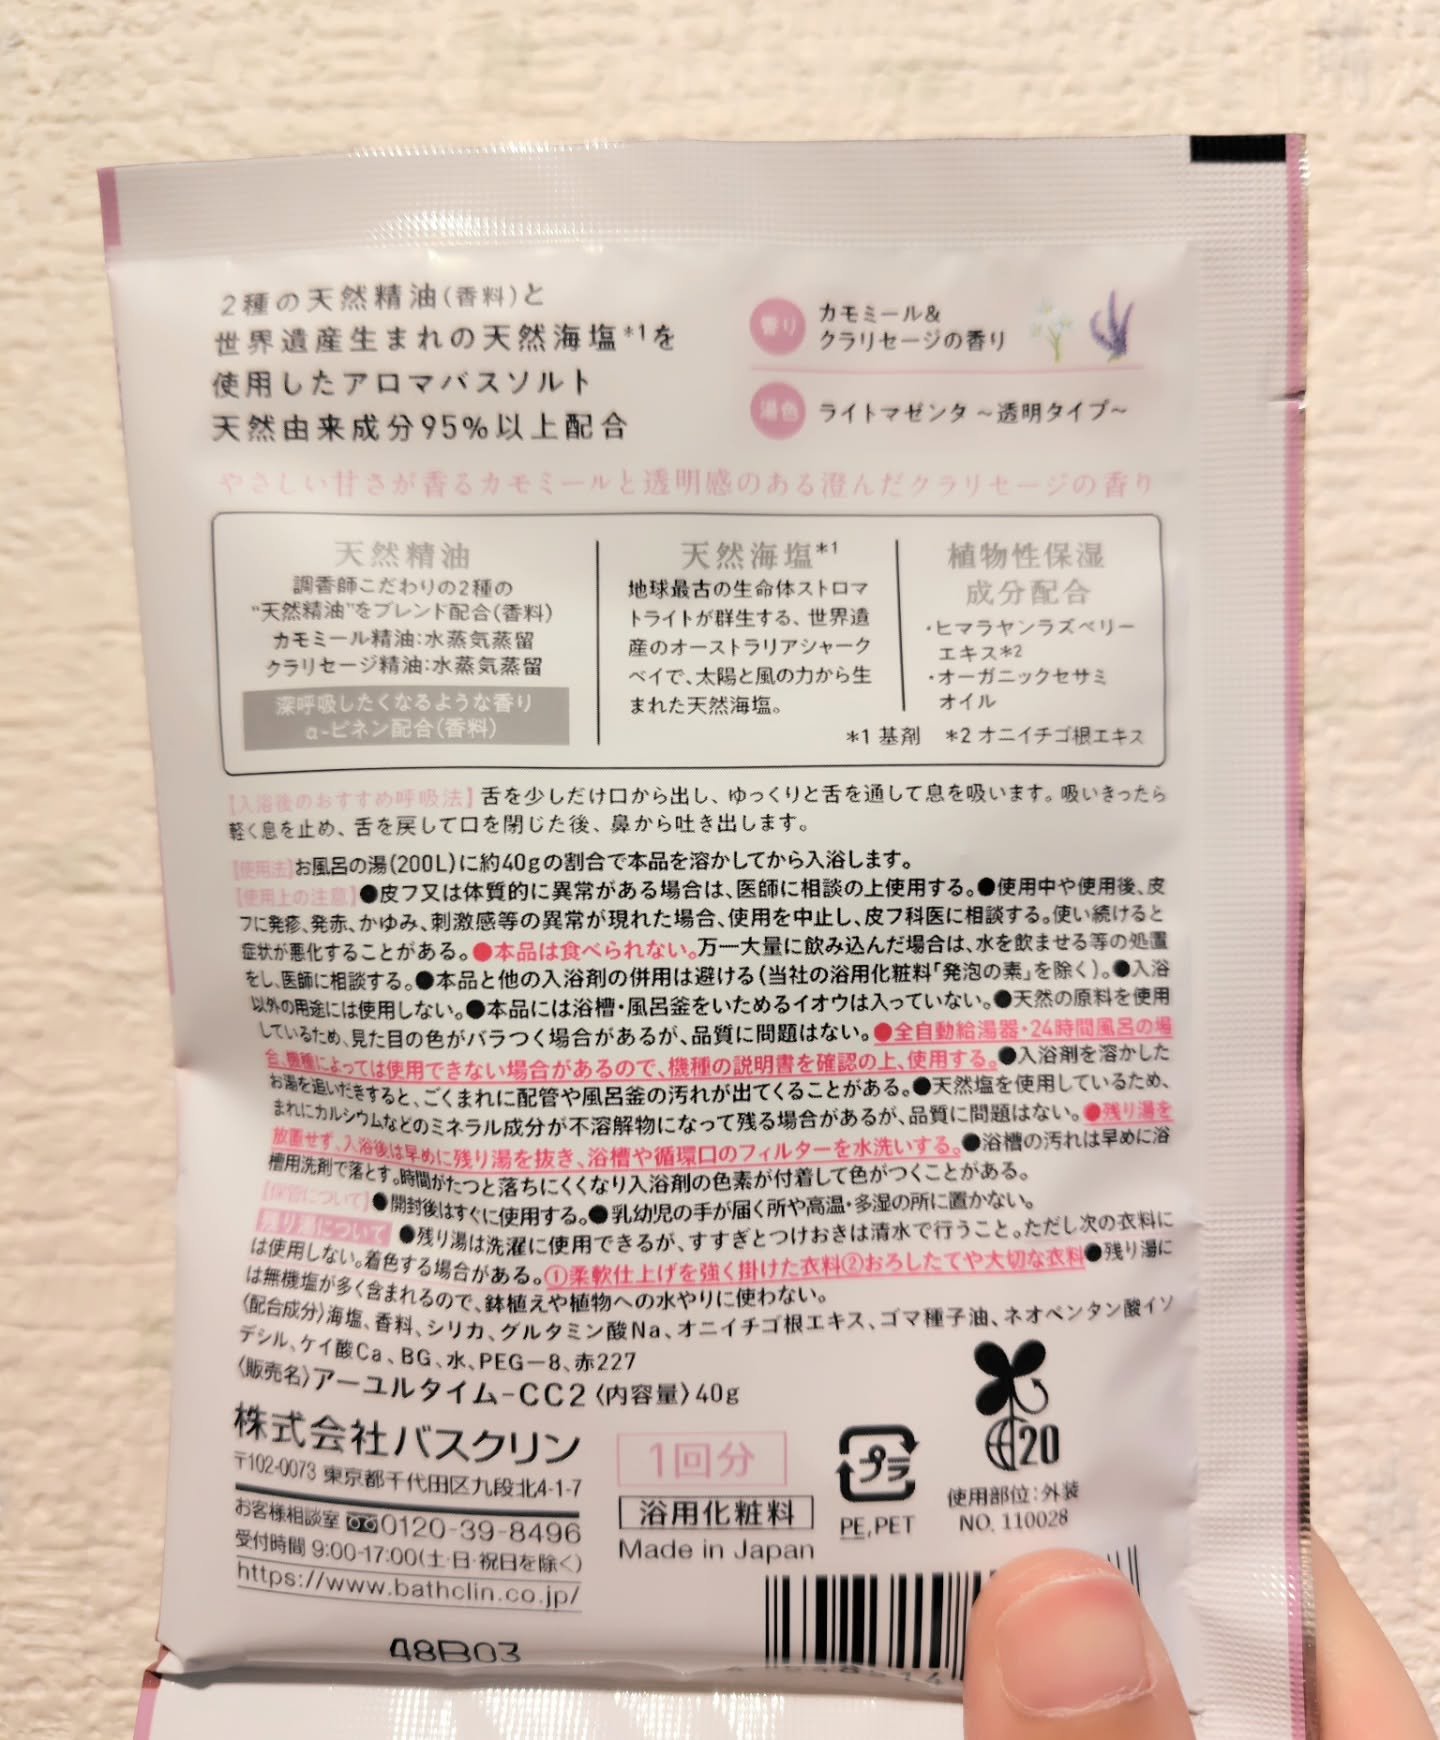 2種の天然精油(香料)と
世界遺産生まれの天然海塩*1を
使用したアロマバスソルト
天然由来成分95%以上配合
香り カモミール&
クラリセージの香り
湯色 ライトマゼンタ ～透明タイプ～
やさしい甘さが香るカモミールと透明感のある澄んだクラリセージの香り
天然精油
調香師こだわりの2種の
"天然精油"をブレンド配合(香料)
カモミール精油:水蒸気蒸留
クラリセージ精油:水蒸気蒸留
深呼吸したくなるような香り
α-ピネン配合(香料)
天然海塩*1
地球最古の生命体ストロマ
トライトが群生する、世界遺
産のオーストラリアシャーク
ベイで、太陽と風の力から生
まれた天然海塩。
植物性保湿
成分配合
・ヒマラヤンラズベリー
エキス*2
・オーガニックセサミ
オイル
*1 基剤 *2 オニイチゴ根エキス
【入浴後のおすすめ呼吸法】舌を少しだけ口から出し、ゆっくりと舌を通して息を吸います。吸いきったら
軽く息を止め、舌を戻して口を閉じた後、鼻から吐き出します。
【使用法】お風呂の湯(200L)に約40gの割合で本品を溶かしてから入浴します。
【使用上の注意】●皮フ又は体質的に異常がある場合は、医師に相談の上使用する。●使用中や使用後、皮
フに発疹、発赤、かゆみ、刺激感等の異常が現れた場合、使用を中止し、皮フ科医に相談する。使い続けると
症状が悪化することがある。●本品は食べられない。万一大量に飲み込んだ場合は、水を飲ませる等の処置
をし、医師に相談する。●本品と他の入浴剤の併用は避ける(当社の浴用化粧料「発泡の素」を除く)。●入浴
以外の用途には使用しない。●本品には浴槽・風呂釜をいためるイオウは入っていない。●天然の原料を使用
しているため、見た目の色がバラつく場合があるが、品質に問題はない。●全自動給湯器・24時間風呂の場
合、機種によっては使用できない場合があるので、機種の説明書を確認の上、使用する。●入浴剤を溶かした
お湯を追いだきすると、ごくまれに配管や風呂釜の汚れが出てくることがある。●天然塩を使用しているため、
まれにカルシウムなどのミネラル成分が不溶解物になって残る場合があるが、品質に問題はない。●残り湯を
放置せず、入浴後は早めに残り湯を抜き、浴槽や循環口のフィルターを水洗いする。●浴槽の汚れは早めに浴
槽用洗剤で落とす。時間がたつと落ちにくくなり入浴剤の色素が付着して色がつくことがある。
【保管について】●開封後はすぐに使用する。●乳幼児の手が届く所や高温・多湿の所に置かない。
残り湯について ●残り湯は洗濯に使用できるが、すすぎとつけおきは清水で行うこと。ただし次の衣料に
は使用しない。着色する場合がある。①柔軟仕上げを強く掛けた衣料②おろしたてや大切な衣料●残り湯に
は無機塩が多く含まれるので、鉢植えや植物への水やりに使わない。
〈配合成分〉海塩、香料、シリカ、グルタミン酸Na、オニイチゴ根エキス、ゴマ種子油、ネオペンタン酸イソ
デシル、ケイ酸Ca、BG、水、PEG-8、赤227
〈販売名〉アーユルタイム-CC2〈内容量〉40g
株式会社バスクリン
〒102-0073 東京都千代田区九段北4-1-7
お客様相談室 0120-39-8496
受付時間 9:00-17:00(土・日・祝日を除く)
https://www.bathclin.co.jp/
1回分
浴用化粧料
Made in Japan
プラ
PE,PET
20
使用部位:外装
NO. 110028
48B03